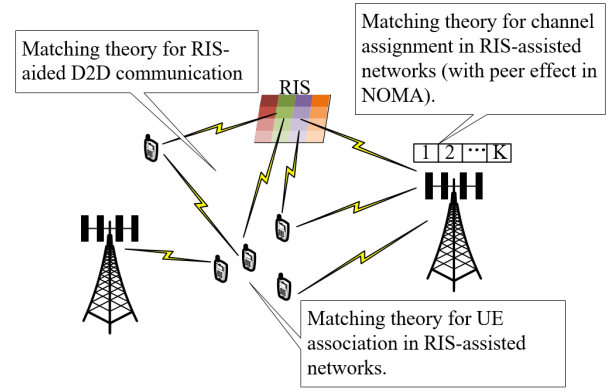 Matching theory for RIS-
aided D2D communication
Matching theory for channel
assignment in RIS-assisted
networks (with peer effect in
NOMA).
RIS
1 2 ··· K
Matching theory for UE
association in RIS-assisted
networks.